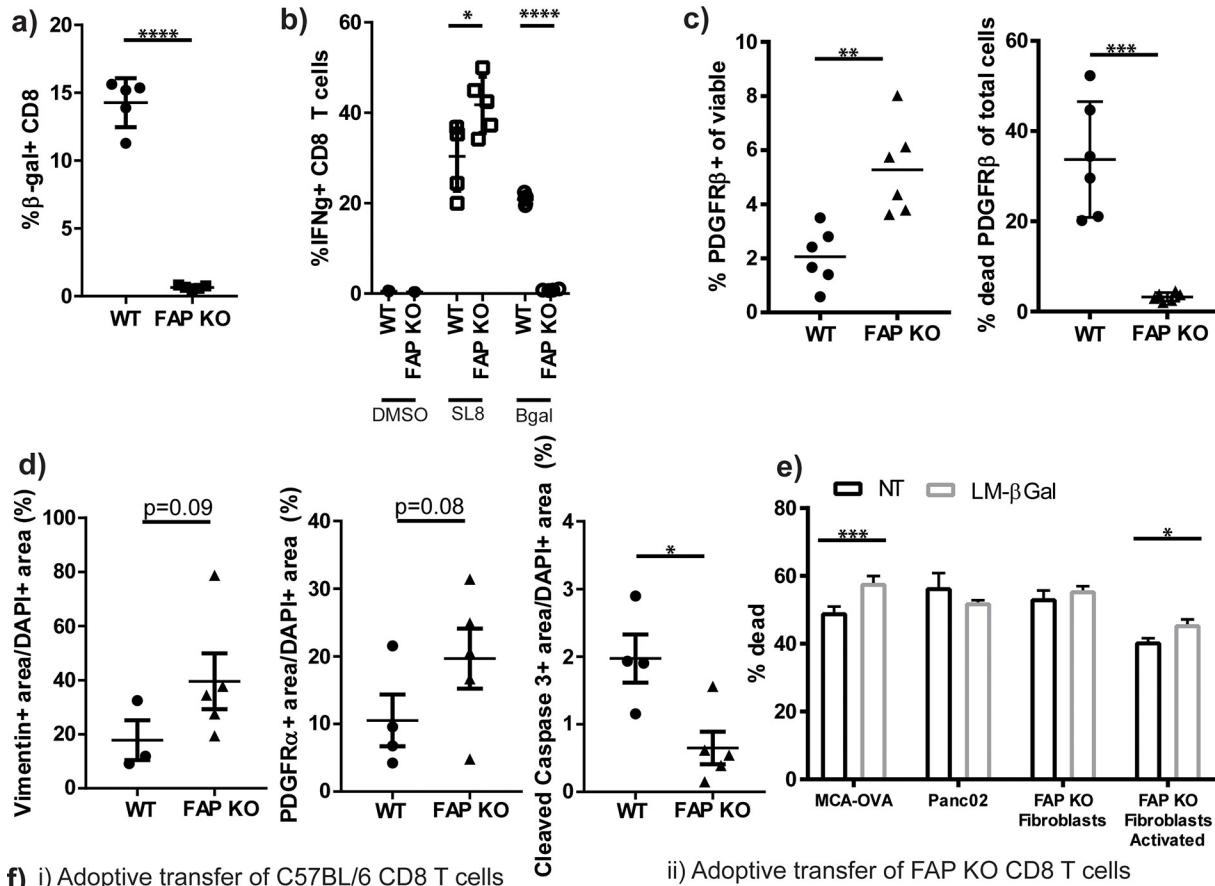 a)
%β-gal+ CD8
20
15
10
5
0
****
WT FAP KO
b)
%IFNg+ CD8 T cells
60
40
20
0
* ****
WT FAP KO WT FAP KO WT FAP KO
DMSO SL8 Bgal
c)
% PDGFRβ + of viable
10
8
6
4
2
0
**
WT FAP KO
% dead PDGFRβ of total cells
60
40
20
0
***
WT FAP KO
d)
Vimentin+ area/DAPI+ area (%)
100
80
60
40
20
0
p=0.09
WT FAP KO
PDGFRα+ area/DAPI+ area (%)
40
30
20
10
0
p=0.08
WT FAP KO
Cleaved Caspase 3+ area/DAPI+ area (%)
4
3
2
1
0
*
WT FAP KO
e)
NT LM-βGal
% dead
80
60
40
20
0
*** *
MCA-OVA Panc02 FAP KO FAP KO
Fibroblasts Fibroblasts
Activated
f) i) Adoptive transfer of C57BL/6 CD8 T cells
ii) Adoptive transfer of FAP KO CD8 T cells